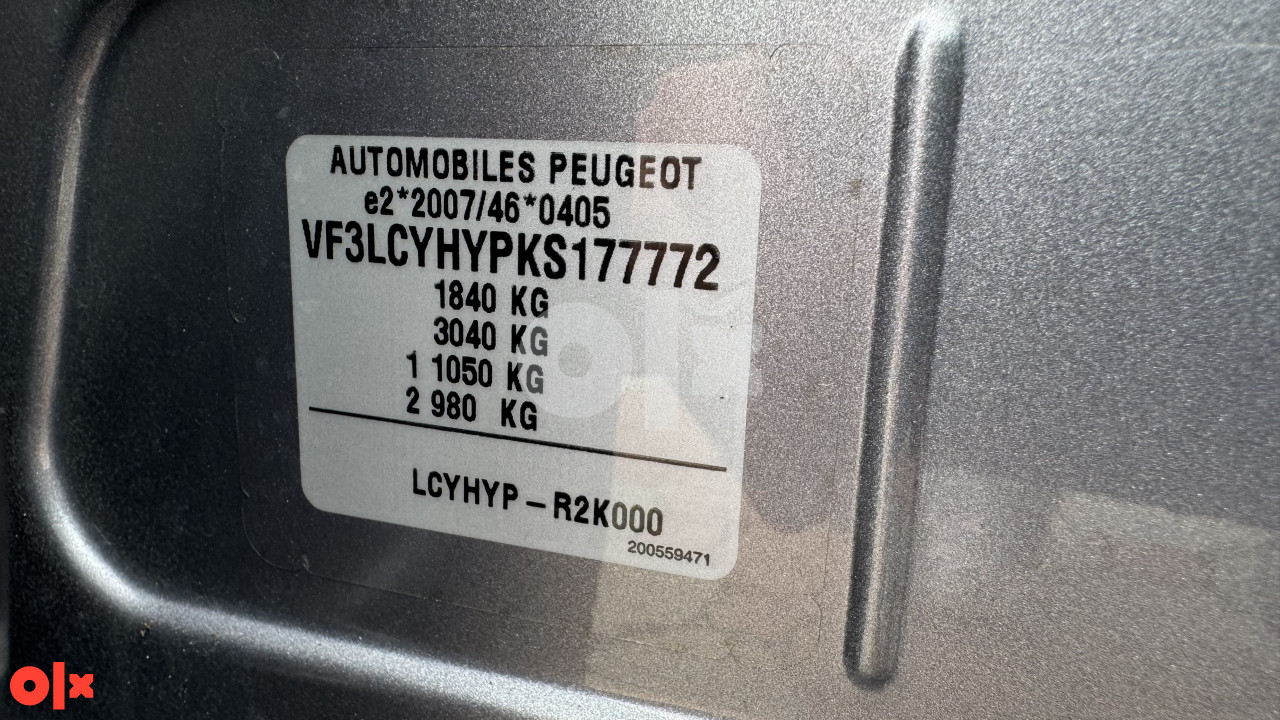 AUTOMOBILES PEUGEOT
e2*2007/46*0405
VF3LCYHYPKS177772
1840 KG
3040 KG
1 1050 KG
2 980 KG
LCYHYP – R2K000
200559471
olx
olx